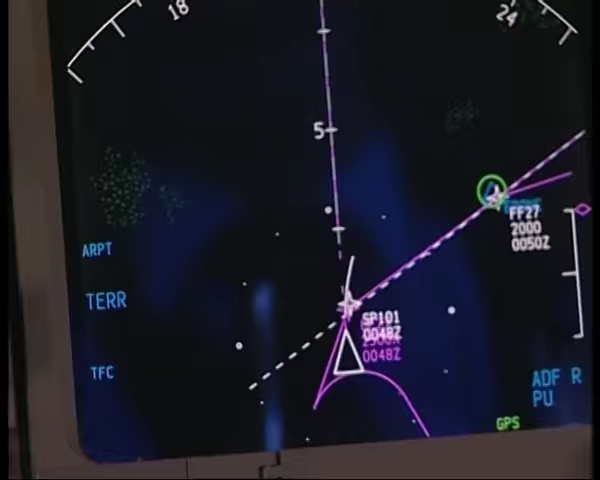 18
24
5
FF27
2000
0050Z
ARPT
TERR
SP101
0048Z
0048Z
TFC
ADF R
PU
GPS